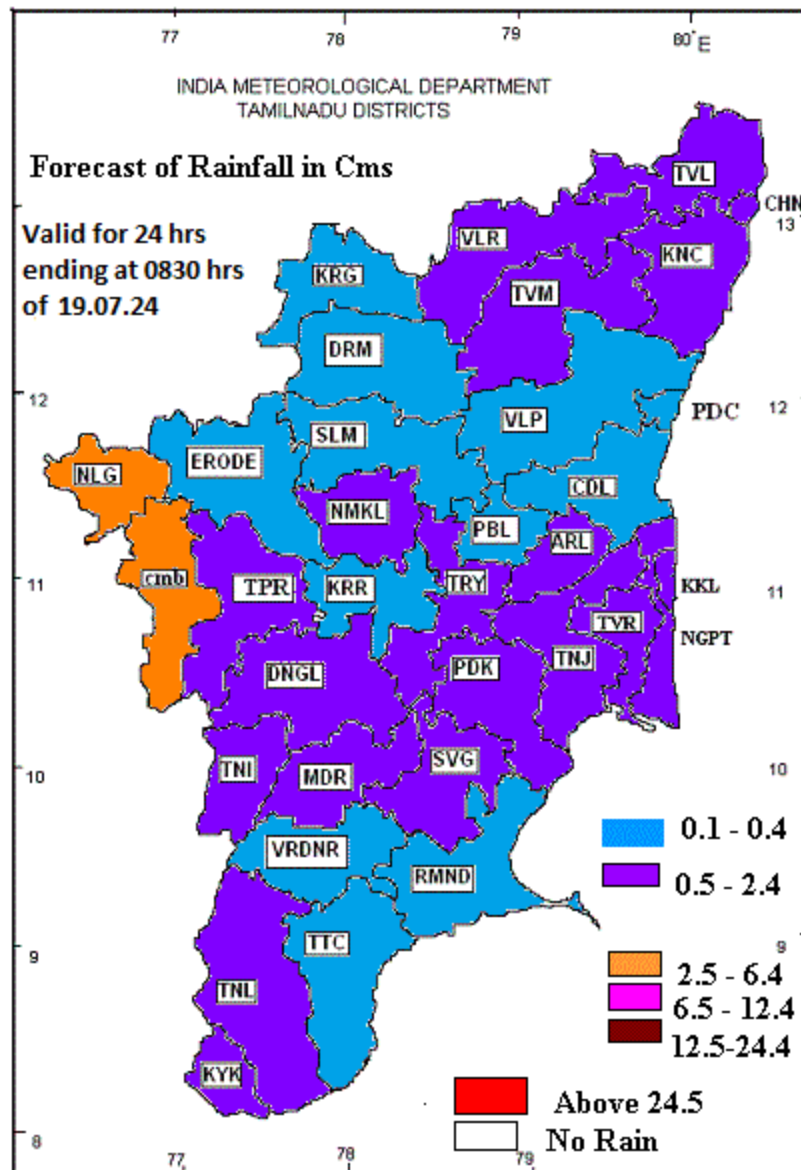 77 78 79 80°E
INDIA METEOROLOGICAL DEPARTMENT
TAMILNADU DISTRICTS
Forecast of Rainfall in Cms
TVL
CHN
13
Valid for 24 hrs
ending at 0830 hrs
of 19.07.24
VLR
KNC
KRG
TVM
DRM
12
PDC
12
VLP
SLM
ERODE
NLG
CDL
NMKL
PBL
ARL
11
cmb
TPR
KRR
TRY
KKL
11
TVR
NGPT
DNGL
PDK
TNJ
10
TNI
MDR
SVG
10
0.1 - 0.4
VRDNR
RMND
0.5 - 2.4
9
TTC
9
2.5 - 6.4
TNL
6.5 - 12.4
12.5-24.4
KYK
Above 24.5
8
No Rain
77 78 79